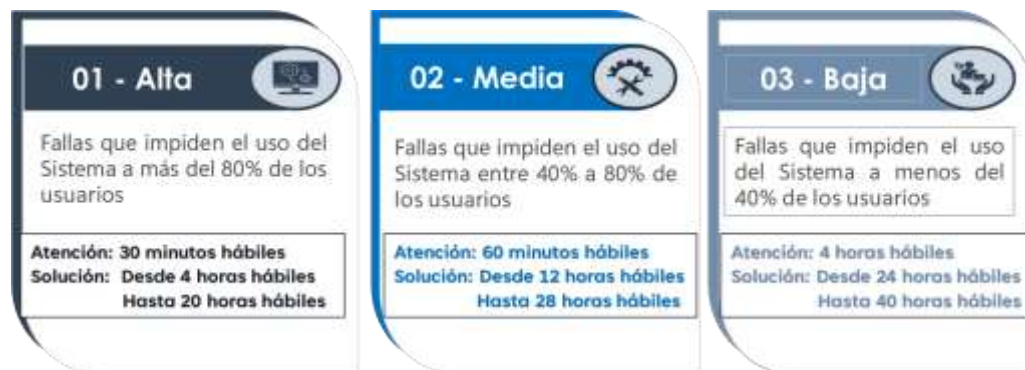 01 - Alta
Fallas que impiden el uso del
Sistema a más del 80% de los
usuarios
Atención: 30 minutos hábiles
Solución: Desde 4 horas hábiles
Hasta 20 horas hábiles
02 - Media
Fallas que impiden el uso del
Sistema entre 40% a 80% de
los usuarios
Atención: 60 minutos hábiles
Solución: Desde 12 horas hábiles
Hasta 28 horas hábiles
03 - Baja
Fallas que impiden el uso
del Sistema a menos del
40% de los usuarios
Atención: 4 horas hábiles
Solución: Desde 24 horas hábiles
Hasta 40 horas hábiles